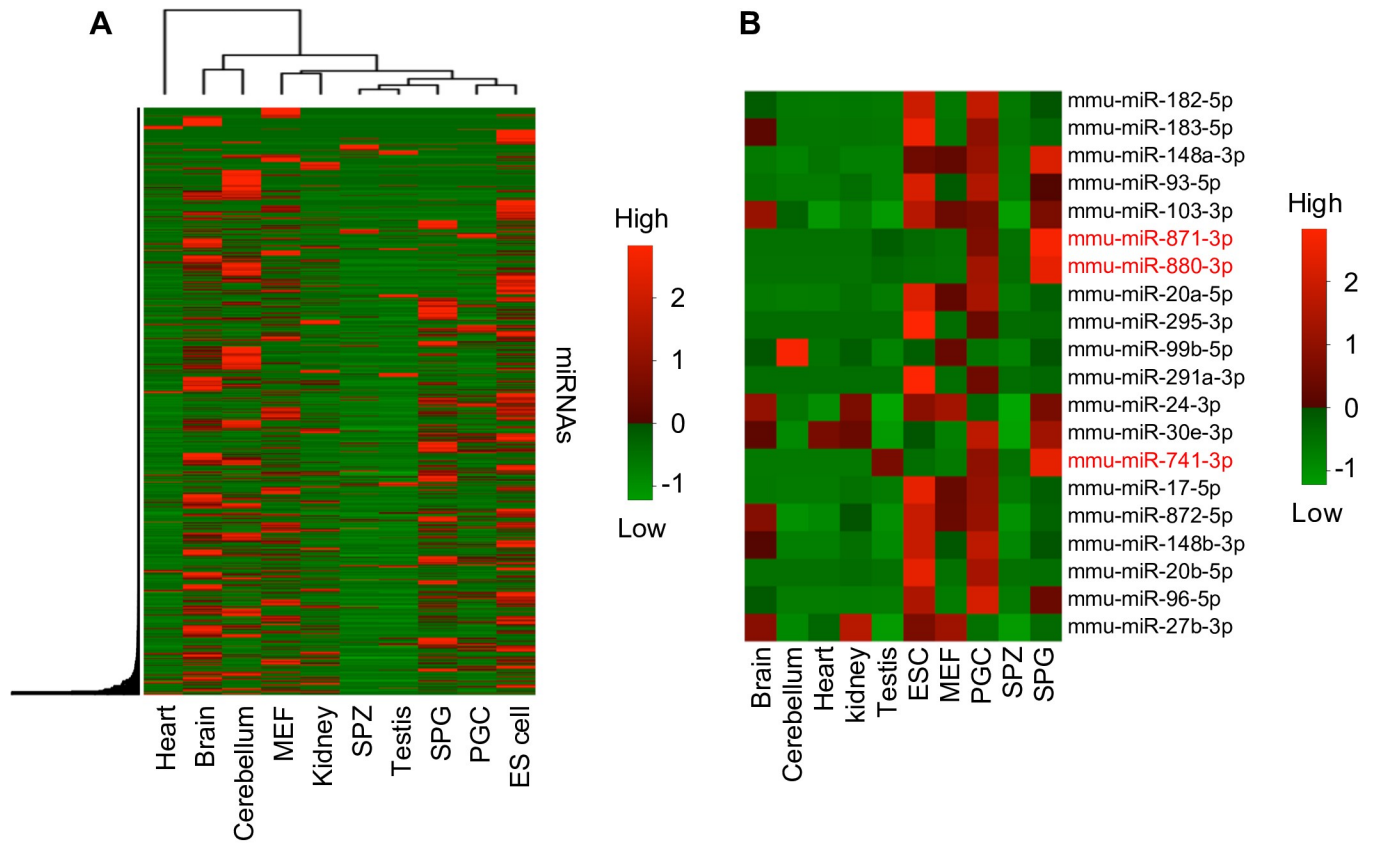 A
High
2
1
0
-1
Low
miRNAs
Heart
Brain
Cerebellum
MEF
Kidney
SPZ
Testis
SPG
PGC
ES cell
B
mmu-miR-182-5p
mmu-miR-183-5p
mmu-miR-148a-3p
mmu-miR-93-5p
mmu-miR-103-3p
mmu-miR-871-3p
mmu-miR-880-3p
mmu-miR-20a-5p
mmu-miR-295-3p
mmu-miR-99b-5p
mmu-miR-291a-3p
mmu-miR-24-3p
mmu-miR-30e-3p
mmu-miR-741-3p
mmu-miR-17-5p
mmu-miR-872-5p
mmu-miR-148b-3p
mmu-miR-20b-5p
mmu-miR-96-5p
mmu-miR-27b-3p
Brain
Cerebellum
Heart
kidney
Testis
ESC
MEF
PGC
SPZ
SPG
High
2
1
0
-1
Low